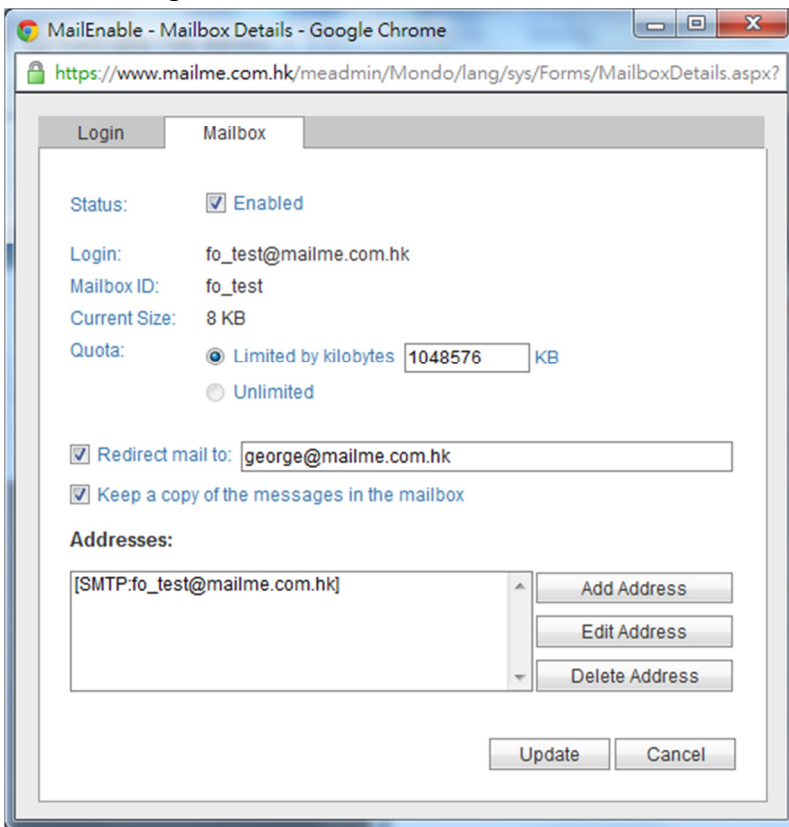 MailEnable - Mailbox Details - Google Chrome
https://www.mailme.com.hk/meadmin/Mondo/lang/sys/Forms/MailboxDetails.aspx?
Login Mailbox
Status: Enabled
Login: fo_test@mailme.com.hk
Mailbox ID: fo_test
Current Size: 8 KB
Quota: Limited by kilobytes 1048576 KB
Unlimited
Redirect mail to: george@mailme.com.hk
Keep a copy of the messages in the mailbox
Addresses:
[SMTP:fo_test@mailme.com.hk]
Add Address
Edit Address
Delete Address
Update Cancel